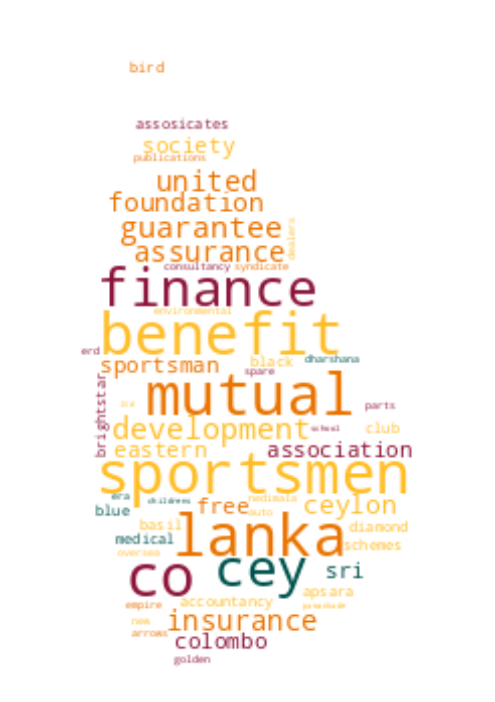 bird
assosicates
society
publications
united
foundation
guarantee
dealers
assurance
consultancy syndicate
finance
environmental
benefit
erd
sportsman black dharshana
spare
brightstar
mutual
ltd
parts
development school club
eastern association
sportsmen
era childrens nedimala
blue free auto ceylon
basil diamond
medical lanka schemes
oversea
co cey sri
apsara
empire accountancy
new insurance
arrows colombo
golden